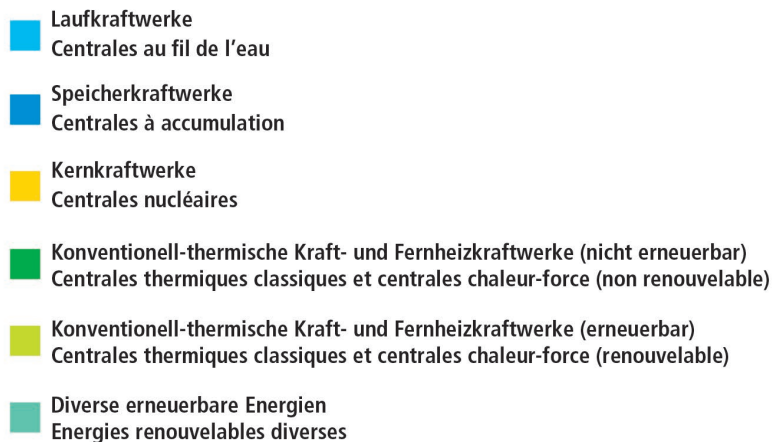 Laufkraftwerke
Centrales au fil de l’eau
Speicherkraftwerke
Centrales à accumulation
Kernkraftwerke
Centrales nucléaires
Konventionell-thermische Kraft- und Fernheizkraftwerke (nicht erneuerbar)
Centrales thermiques classiques et centrales chaleur-force (non renouvelable)
Konventionell-thermische Kraft- und Fernheizkraftwerke (erneuerbar)
Centrales thermiques classiques et centrales chaleur-force (renouvelable)
Diverse erneuerbare Energien
Energies renouvelables diverses